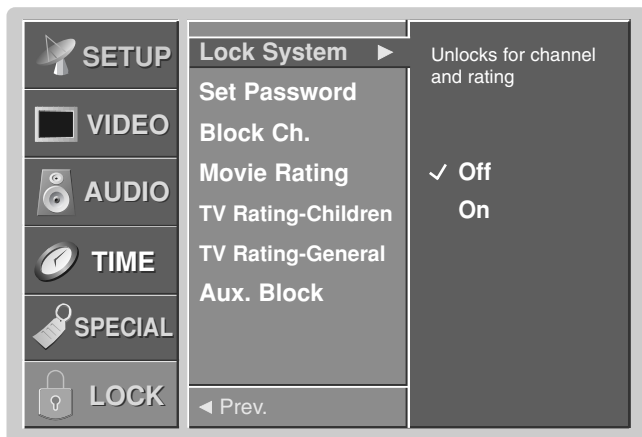 SETUP
VIDEO
AUDIO
TIME
SPECIAL
LOCK
Lock System ►
Set Password
Block Ch.
Movie Rating
TV Rating-Children
TV Rating-General
Aux. Block
◄ Prev.
Unlocks for channel
and rating
✓ Off
On